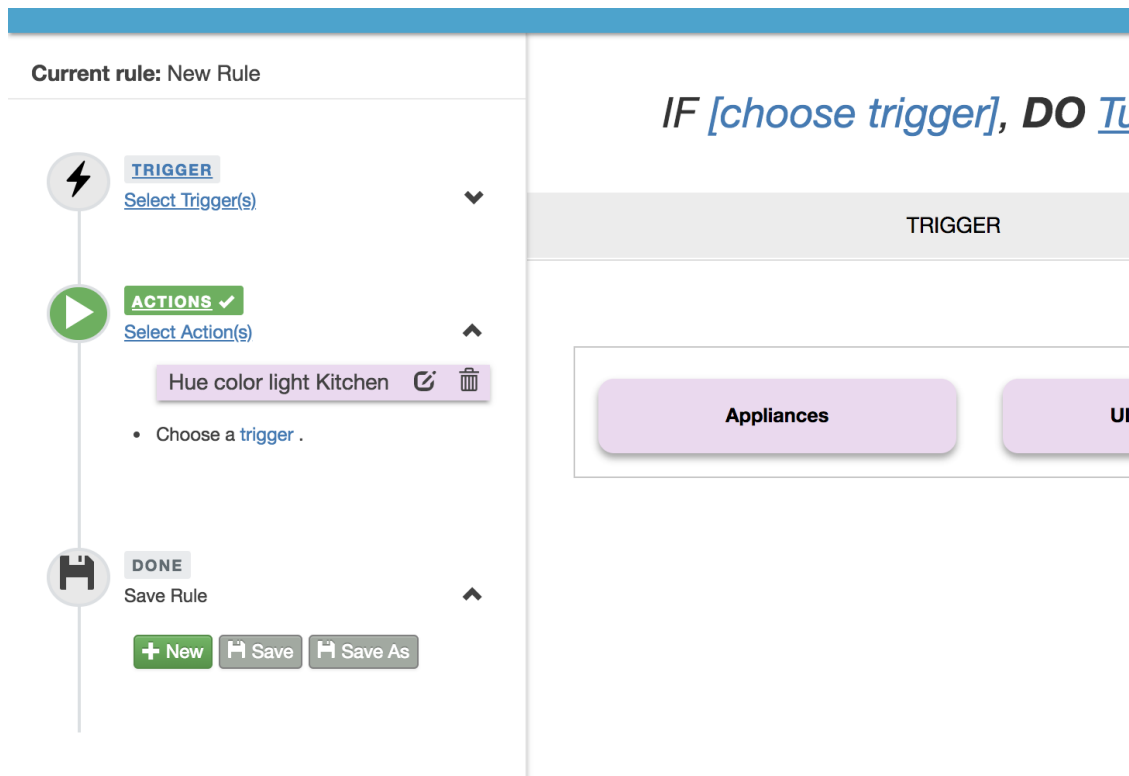 Current rule: New Rule
IF [choose trigger], DO
TRIGGER
Select Trigger(s)
TRIGGER
ACTIONS
Select Action(s)
Hue color light Kitchen
Choose a trigger .
Appliances
DONE
Save Rule
New Save Save As